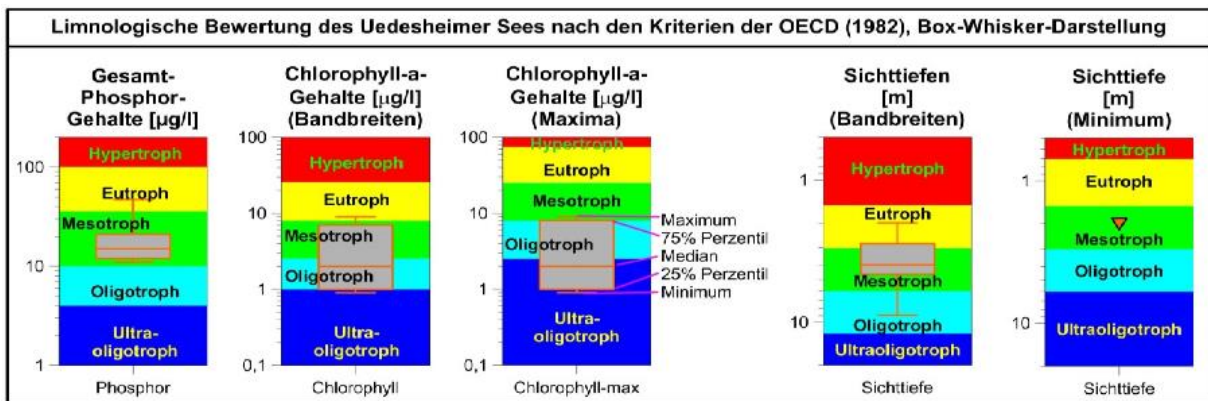 Limnologische Bewertung des Uedesheimer Sees nach den Kriterien der OECD (1982), Box-Whisker-Darstellung
Gesamt-
Phosphor-
Gehalte [µg/l]
100
10
1
Hypertroph
Eutroph
Mesotroph
Oligotroph
Ultra-
oligotroph
Phosphor
Chlorophyll-a-
Gehalte [µg/l]
(Bandbreiten)
100
10
1
0,1
Hypertroph
Eutroph
Mesotroph
Oligotroph
Ultra-
oligotroph
Chlorophyll
Chlorophyll-a-
Gehalte [µg/l]
(Maxima)
100
10
1
0,1
Hypertroph
Eutroph
Mesotroph
Oligotroph
Ultra-
oligotroph
Chlorophyll-max
Maximum
75% Perzentil
Median
25% Perzentil
Minimum
Sichttiefen
[m]
(Bandbreiten)
1
10
Hypertroph
Eutroph
Mesotroph
Oligotroph
Ultraoligotroph
Sichttiefe
Sichttiefe
[m]
(Minimum)
1
10
Hypertroph
Eutroph
Mesotroph
Oligotroph
Ultraoligotroph
Sichttiefe